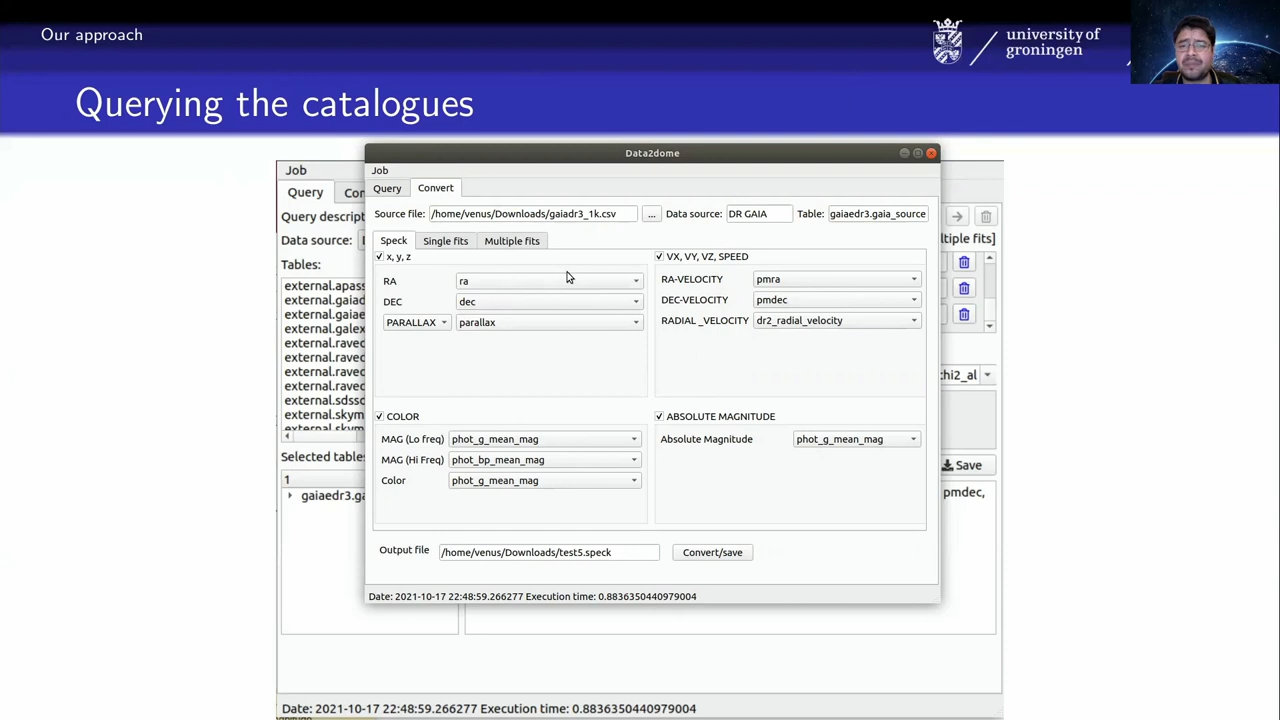 Our approach
university of
groningen
Querying the catalogues
Job
Query
Con
Query descript
Data source:
Tables:
external.apass
external.gaiad
external.gaiae
external.galex
external.raved
external.raved
external.raved
external.raved
external.sdssd
external.skym
Selected tables
1
gaiaedr3.ga
tiple fits]
chi2_al
Save
pmdec,
Date: 2021-10-17 22:48:59.266277 Execution time: 0.8836350440979004
Data2dome
Job
Query
Convert
Source file: /home/venus/Downloads/gaiadr3_1k.csv ... Data source: DR GAIA Table: gaiaedr3.gaia_source
Speck Single fits Multiple fits
x, y, z
RA ra
DEC dec
PARALLAX parallax
VX, VY, VZ, SPEED
RA-VELOCITY pmra
DEC-VELOCITY pmdec
RADIAL _VELOCITY dr2_radial_velocity
COLOR
MAG (Lo freq) phot_g_mean_mag
MAG (Hi Freq) phot_bp_mean_mag
Color phot_g_mean_mag
ABSOLUTE MAGNITUDE
Absolute Magnitude phot_g_mean_mag
Output file /home/venus/Downloads/test5.speck Convert/save
Date: 2021-10-17 22:48:59.266277 Execution time: 0.8836350440979004